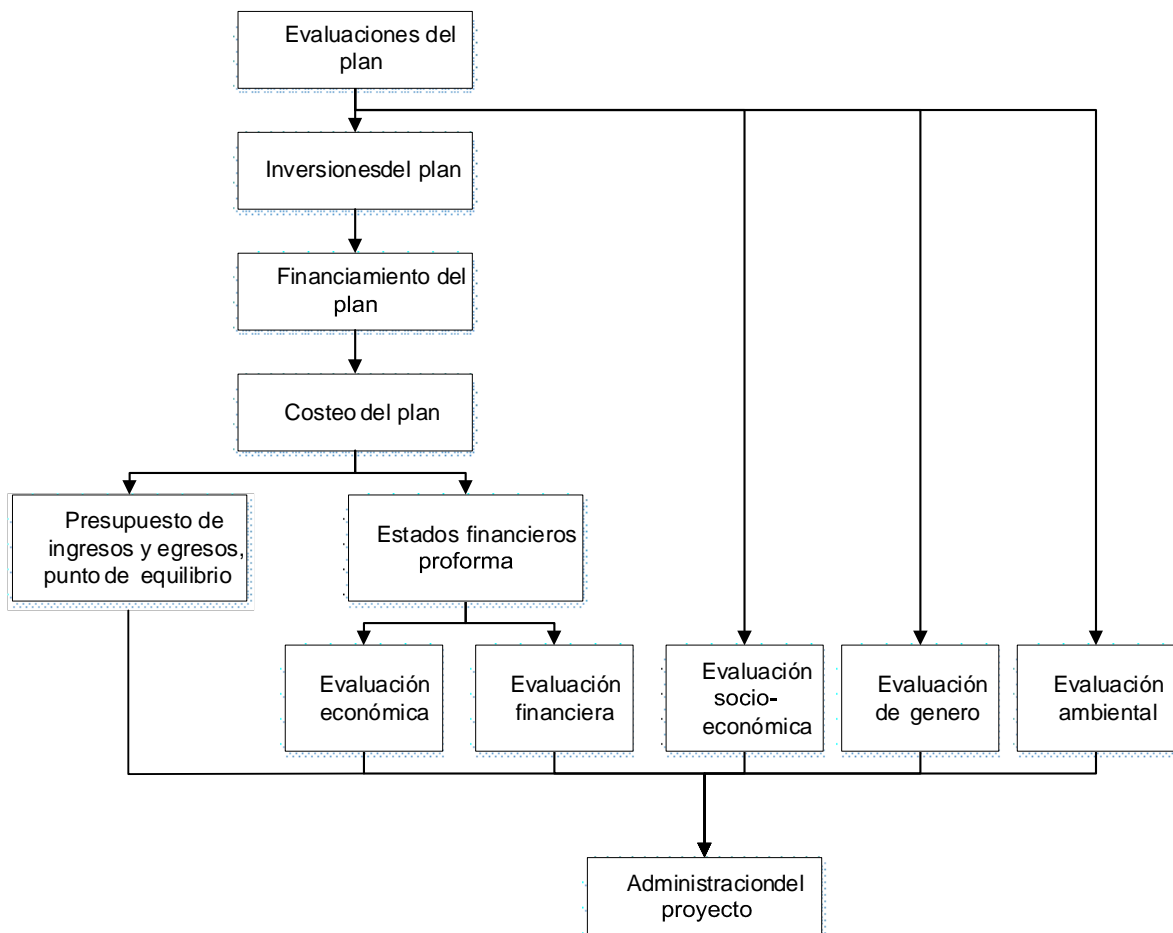 Evaluaciones del
plan
Inversionesdel plan
Financiamiento del
plan
Costeo del plan
Presupuesto de
ingresos y egresos,
punto de equilibrio
Estados financieros
proforma
Evaluación
económica
Evaluación
financiera
Evaluación
socio-
económica
Evaluación
de genero
Evaluación
ambiental
Administraciondel
proyecto